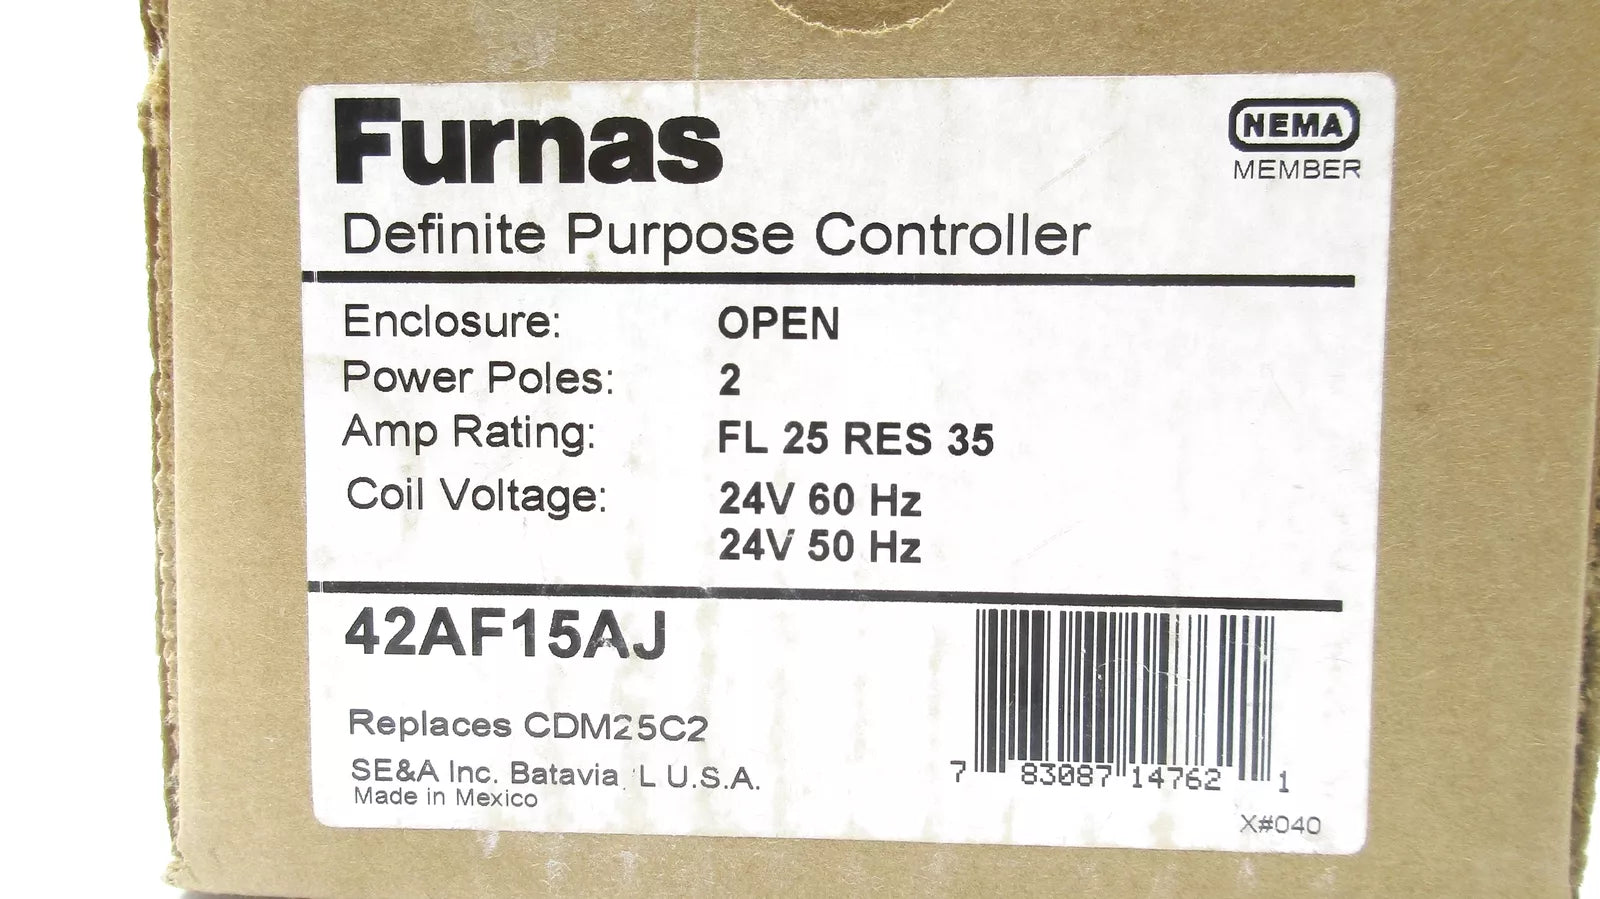 Furnas
NEMA
MEMBER
Definite Purpose Controller
Enclosure: OPEN
Power Poles: 2
Amp Rating: FL 25 RES 35
Coil Voltage: 24V 60 Hz
24V 50 Hz
42AF15AJ
Replaces CDM25C2
SE&A Inc. Batavia, L U.S.A.
Made in Mexico
7 83087 14762 1
X#040